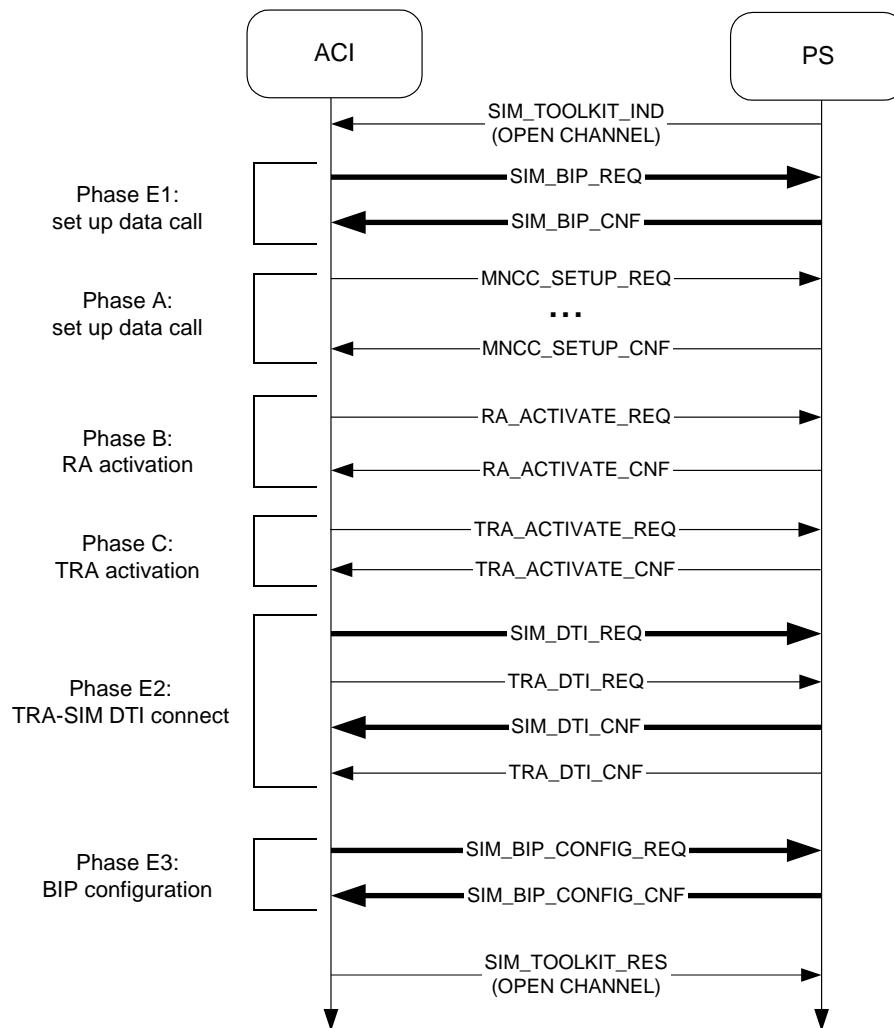 ACI
PS
SIM_TOOLKIT_IND
(OPEN CHANNEL)
Phase E1:
set up data call
SIM_BIP_REQ
SIM_BIP_CNF
Phase A:
set up data call
MNCC_SETUP_REQ
...
MNCC_SETUP_CNF
Phase B:
RA activation
RA_ACTIVATE_REQ
RA_ACTIVATE_CNF
Phase C:
TRA activation
TRA_ACTIVATE_REQ
TRA_ACTIVATE_CNF
Phase E2:
TRA-SIM DTI connect
SIM_DTI_REQ
TRA_DTI_REQ
SIM_DTI_CNF
TRA_DTI_CNF
Phase E3:
BIP configuration
SIM_BIP_CONFIG_REQ
SIM_BIP_CONFIG_CNF
SIM_TOOLKIT_RES
(OPEN CHANNEL)